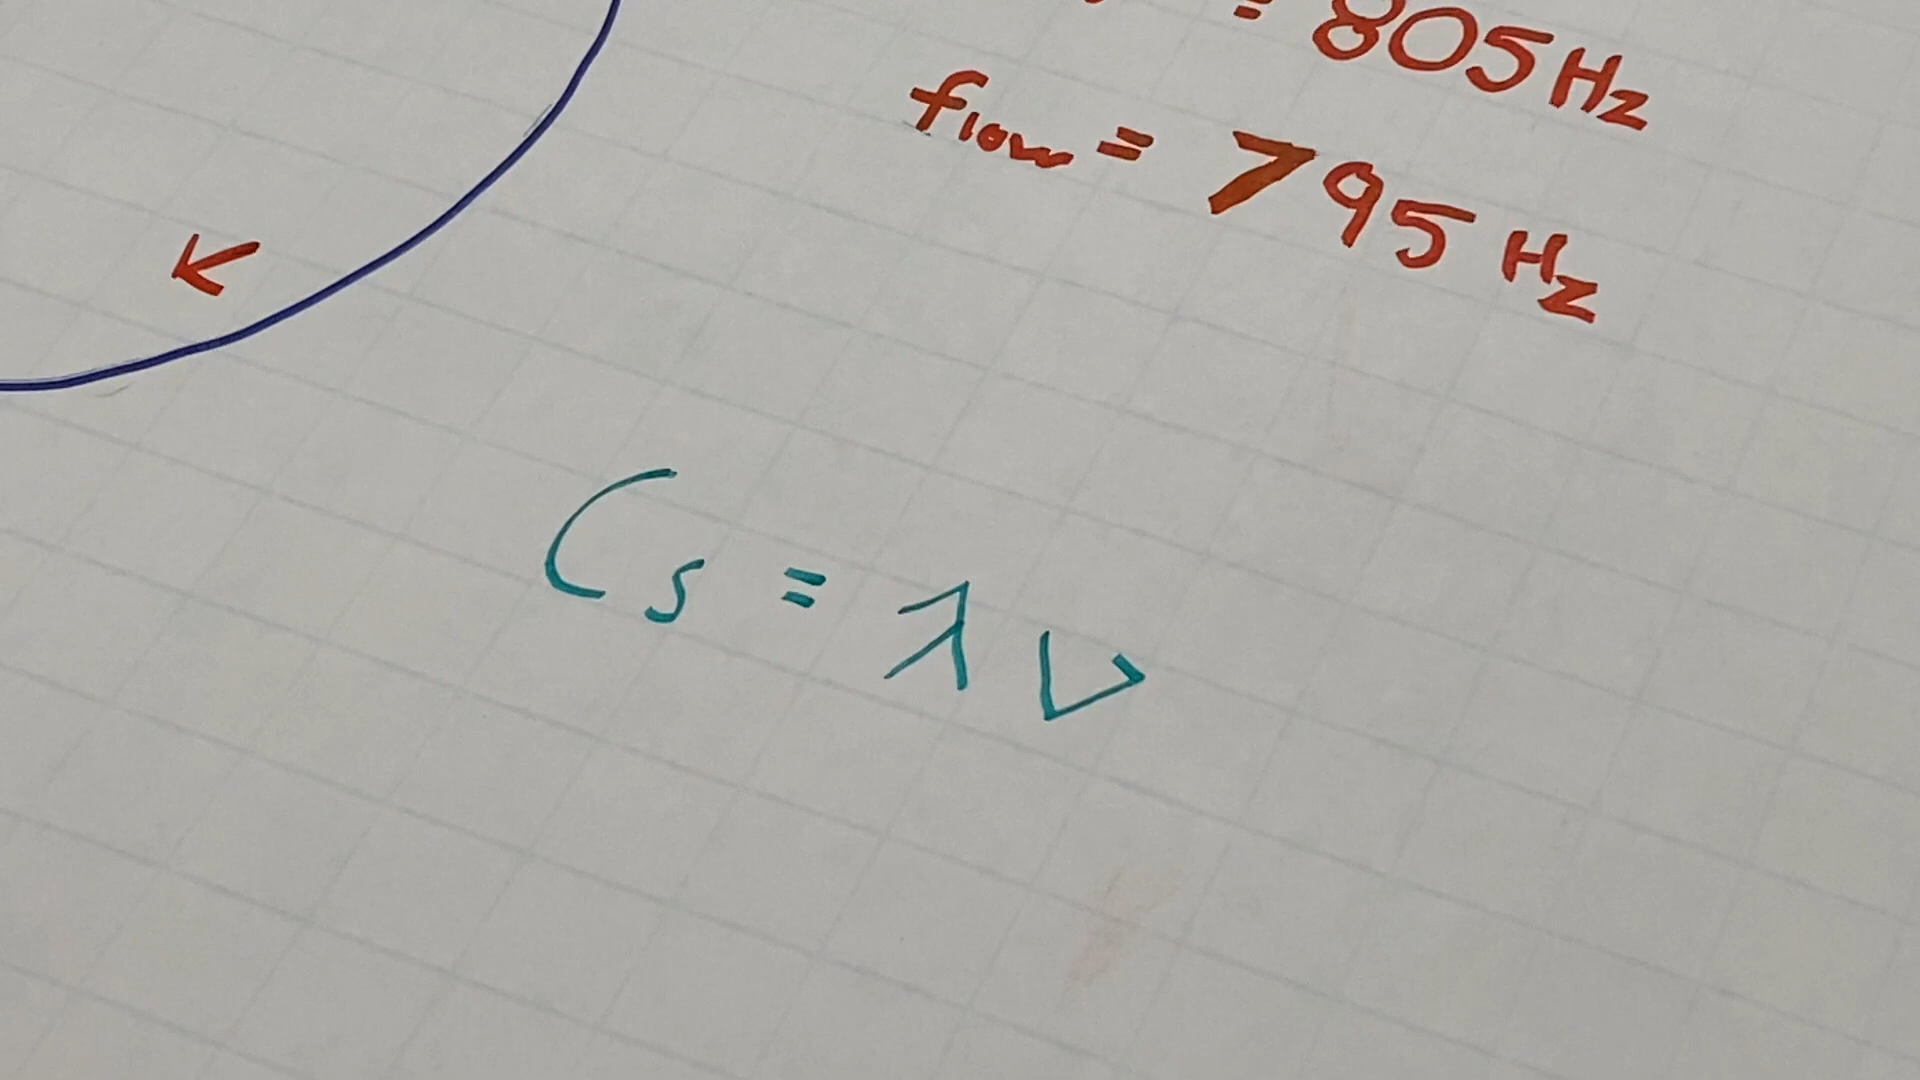 = 805 Hz
flow = 795 Hz
Cs = λν